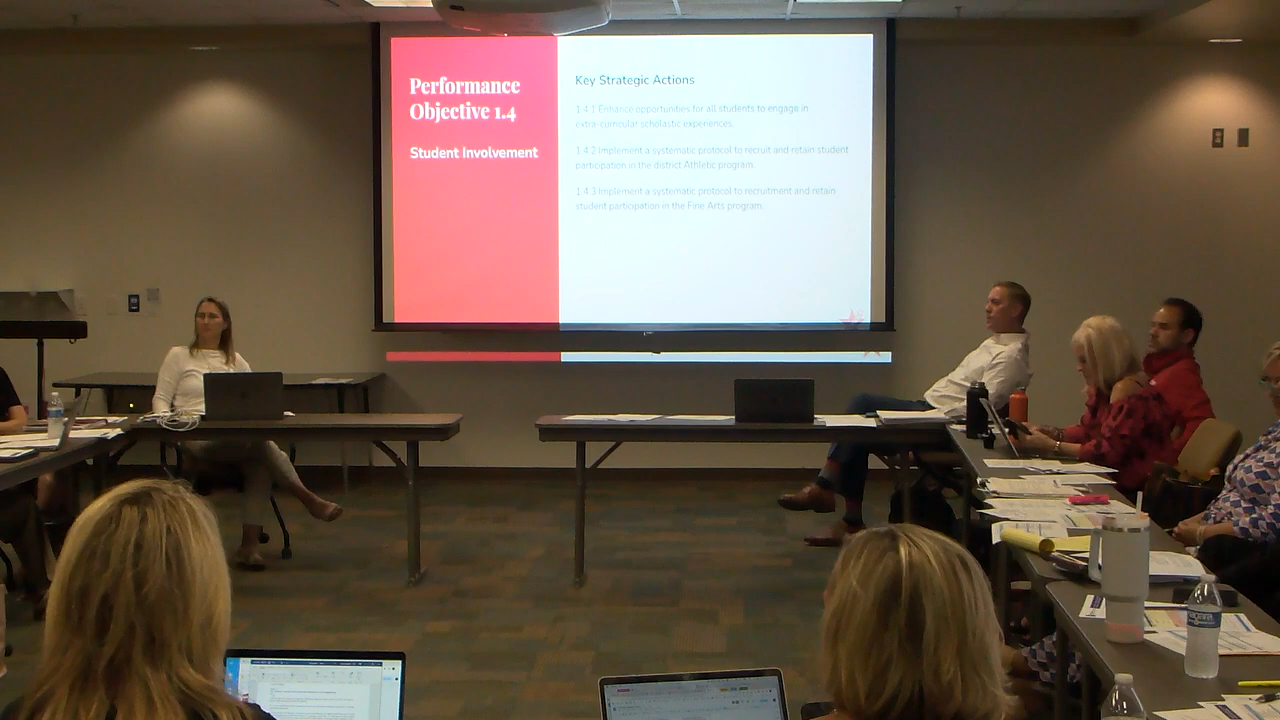 Performance
Objective 1.4
Student Involvement
Key Strategic Actions
1.4.1 Enhance opportunities for all students to engage in
extra-curricular scholastic experiences.
1.4.2 Implement a systematic protocol to recruit and retain student
participation in the district Athletic program.
1.4.3 Implement a systematic protocol to recruitment and retain
student participation in the Fine Arts program.